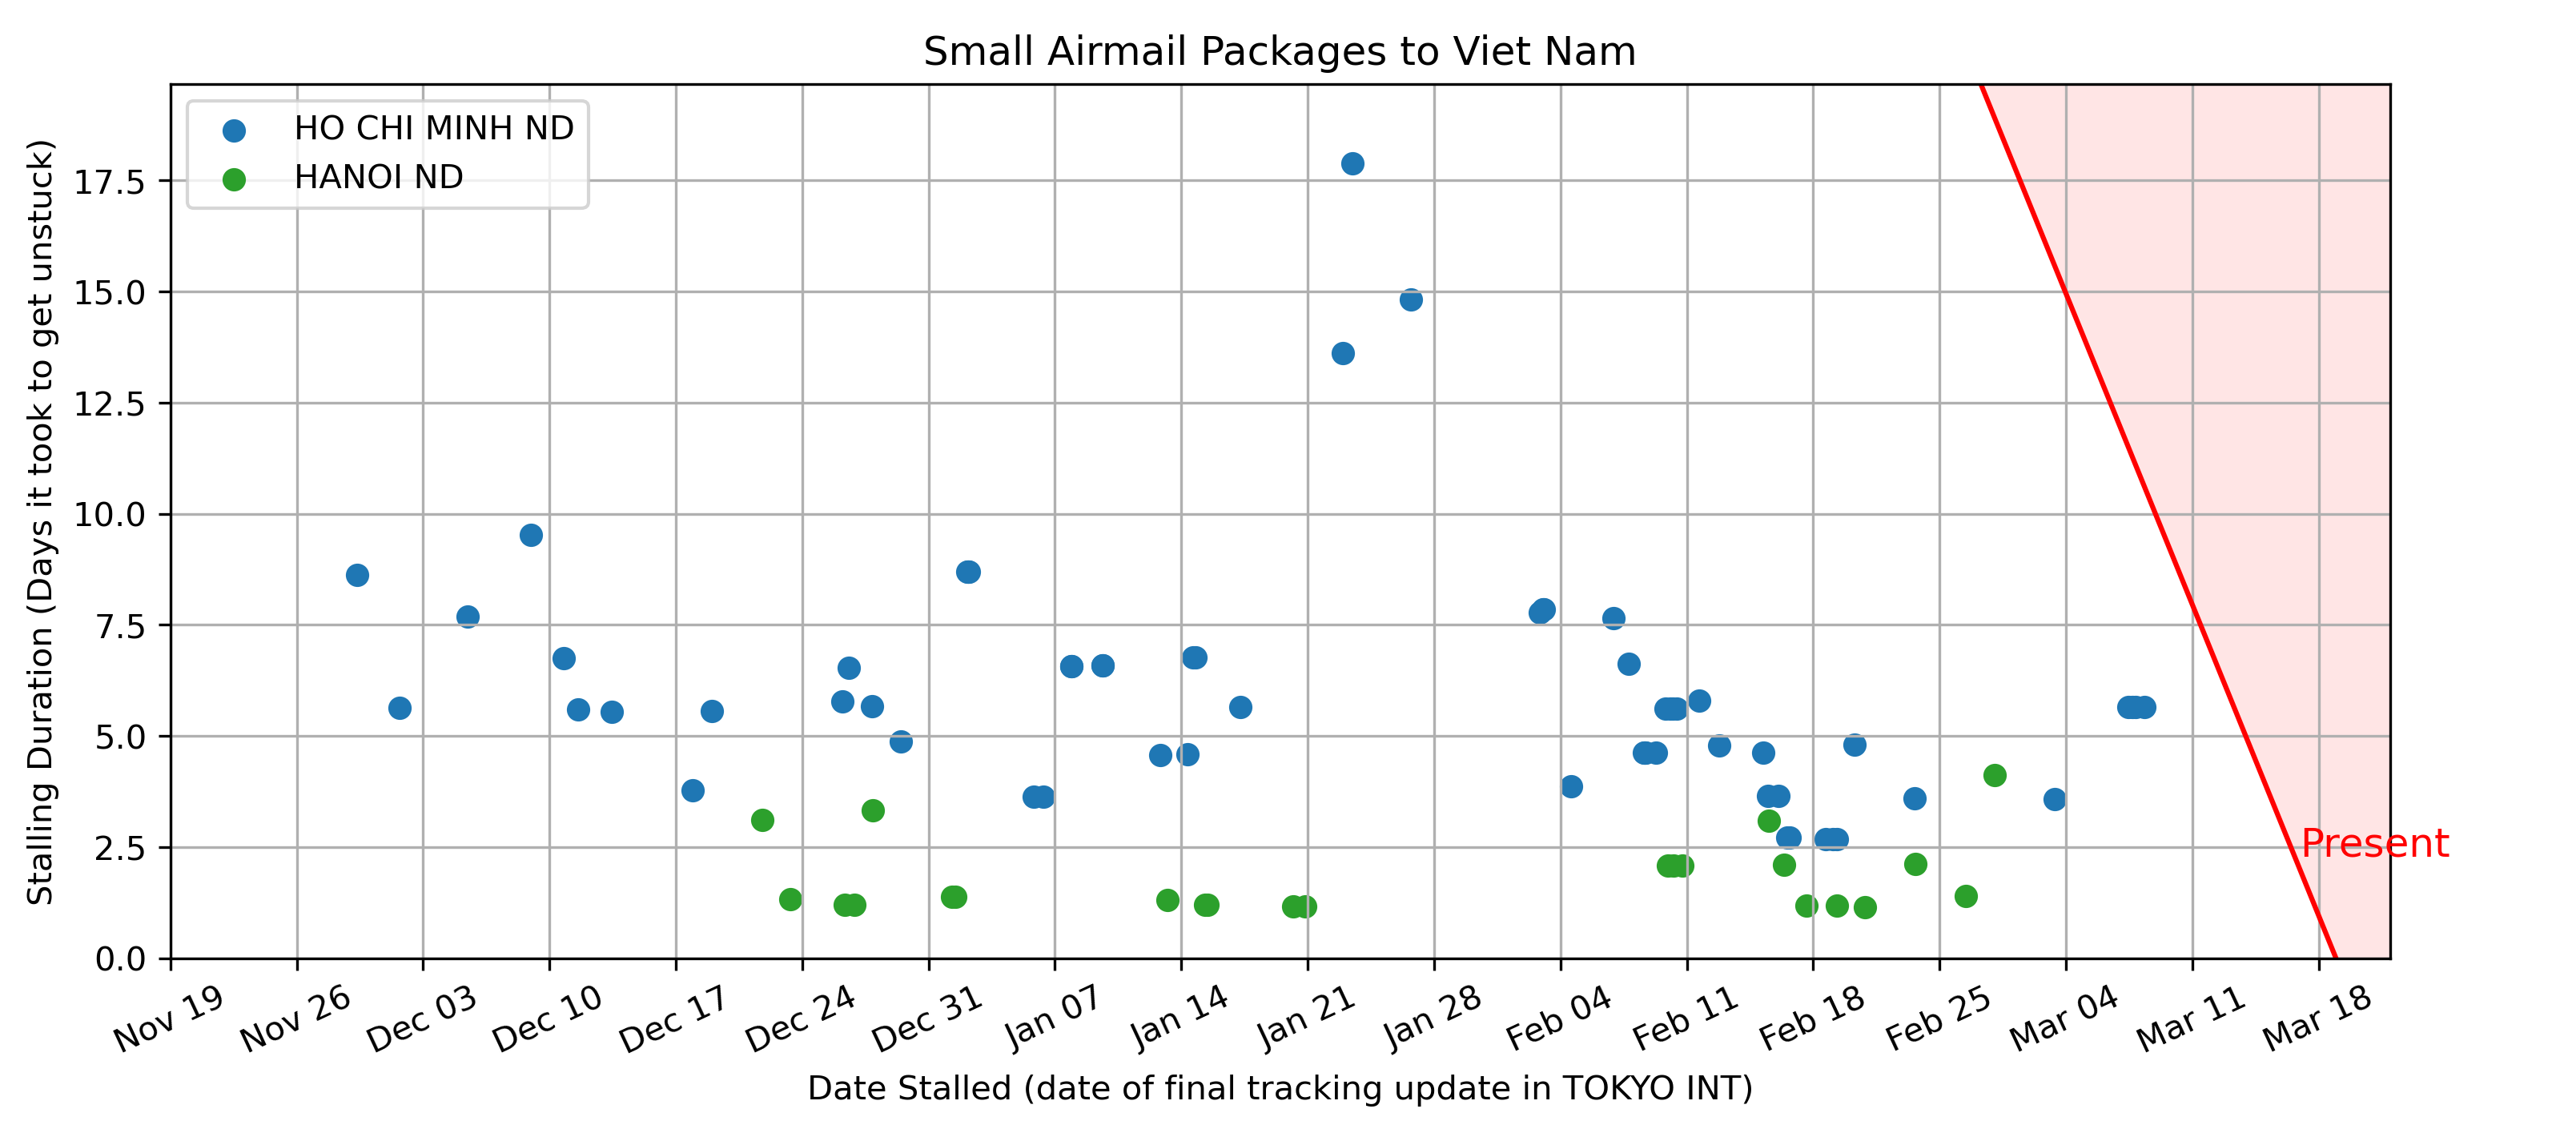 Small Airmail Packages to Viet Nam
HO CHI MINH ND
HANOI ND
Stalling Duration (Days it took to get unstuck)
17.5
15.0
12.5
10.0
7.5
5.0
2.5
0.0
Present
Nov 19
Nov 26
Dec 03
Dec 10
Dec 17
Dec 24
Dec 31
Jan 07
Jan 14
Jan 21
Jan 28
Feb 04
Feb 11
Feb 18
Feb 25
Mar 04
Mar 11
Mar 18
Date Stalled (date of final tracking update in TOKYO INT)